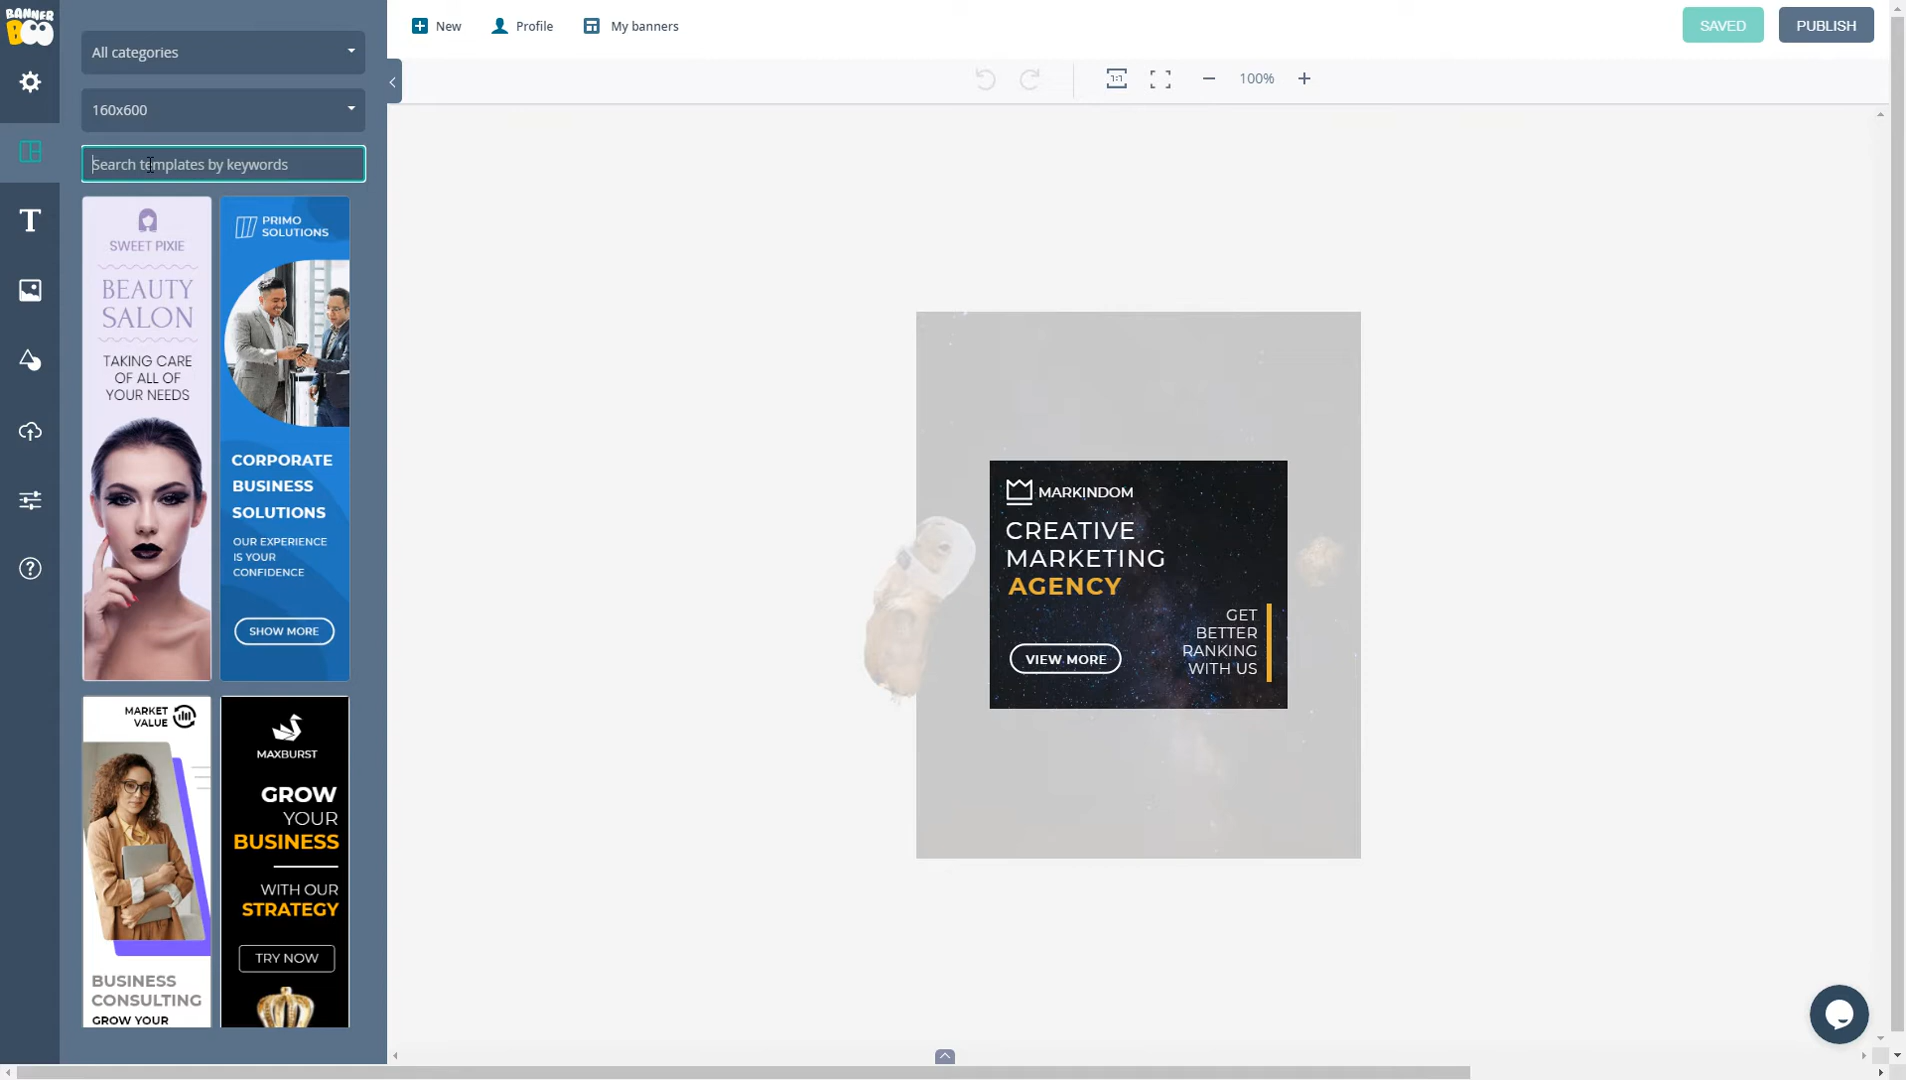 BANNER
BOO
All categories
160x600
Search templates by keywords
New
Profile
My banners
SAVED
PUBLISH
1:1
100%
SWEET PIXIE
BEAUTY
SALON
TAKING CARE
OF ALL OF
YOUR NEEDS
PRIMO
SOLUTIONS
CORPORATE
BUSINESS
SOLUTIONS
OUR EXPERIENCE
IS YOUR
CONFIDENCE
SHOW MORE
MARKET
VALUE
BUSINESS
CONSULTING
GROW YOUR
MAXBURST
GROW
YOUR
BUSINESS
WITH OUR
STRATEGY
TRY NOW
MARKINDOM
CREATIVE
MARKETING
AGENCY
GET
BETTER
RANKING
WITH US
VIEW MORE